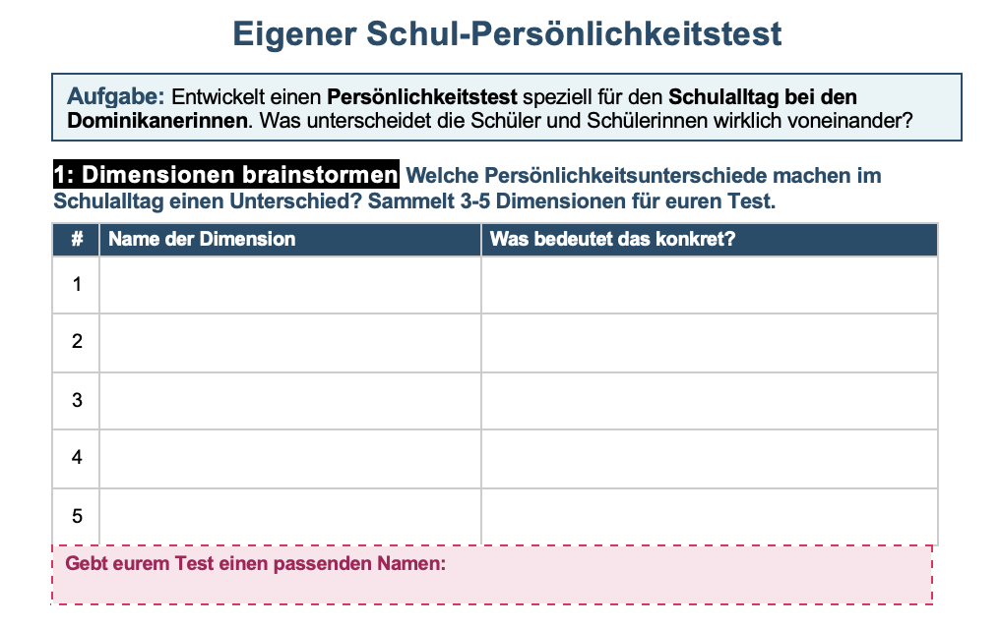 Eigener Schul-Persönlichkeitstest
Aufgabe: Entwickelt einen Persönlichkeitstest speziell für den Schulalltag bei den
Dominikanerinnen. Was unterscheidet die Schüler und Schülerinnen wirklich voneinander?
1: Dimensionen brainstormen Welche Persönlichkeitsunterschiede machen im
Schulalltag einen Unterschied? Sammelt 3-5 Dimensionen für euren Test.
# Name der Dimension Was bedeutet das konkret?
1
2
3
4
5
Gebt eurem Test einen passenden Namen: